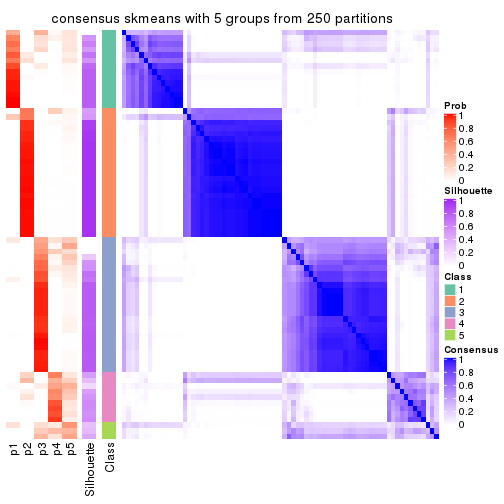 consensus skmeans with 5 groups from 250 partitions
Prob
1
0.8
0.6
0.4
0.2
0
Silhouette
1
0.8
0.6
0.4
0.2
0
Class
1
2
3
4
5
Consensus
1
0.8
0.6
0.4
0.2
0
p1
p2
p3
p4
p5
Silhouette
Class